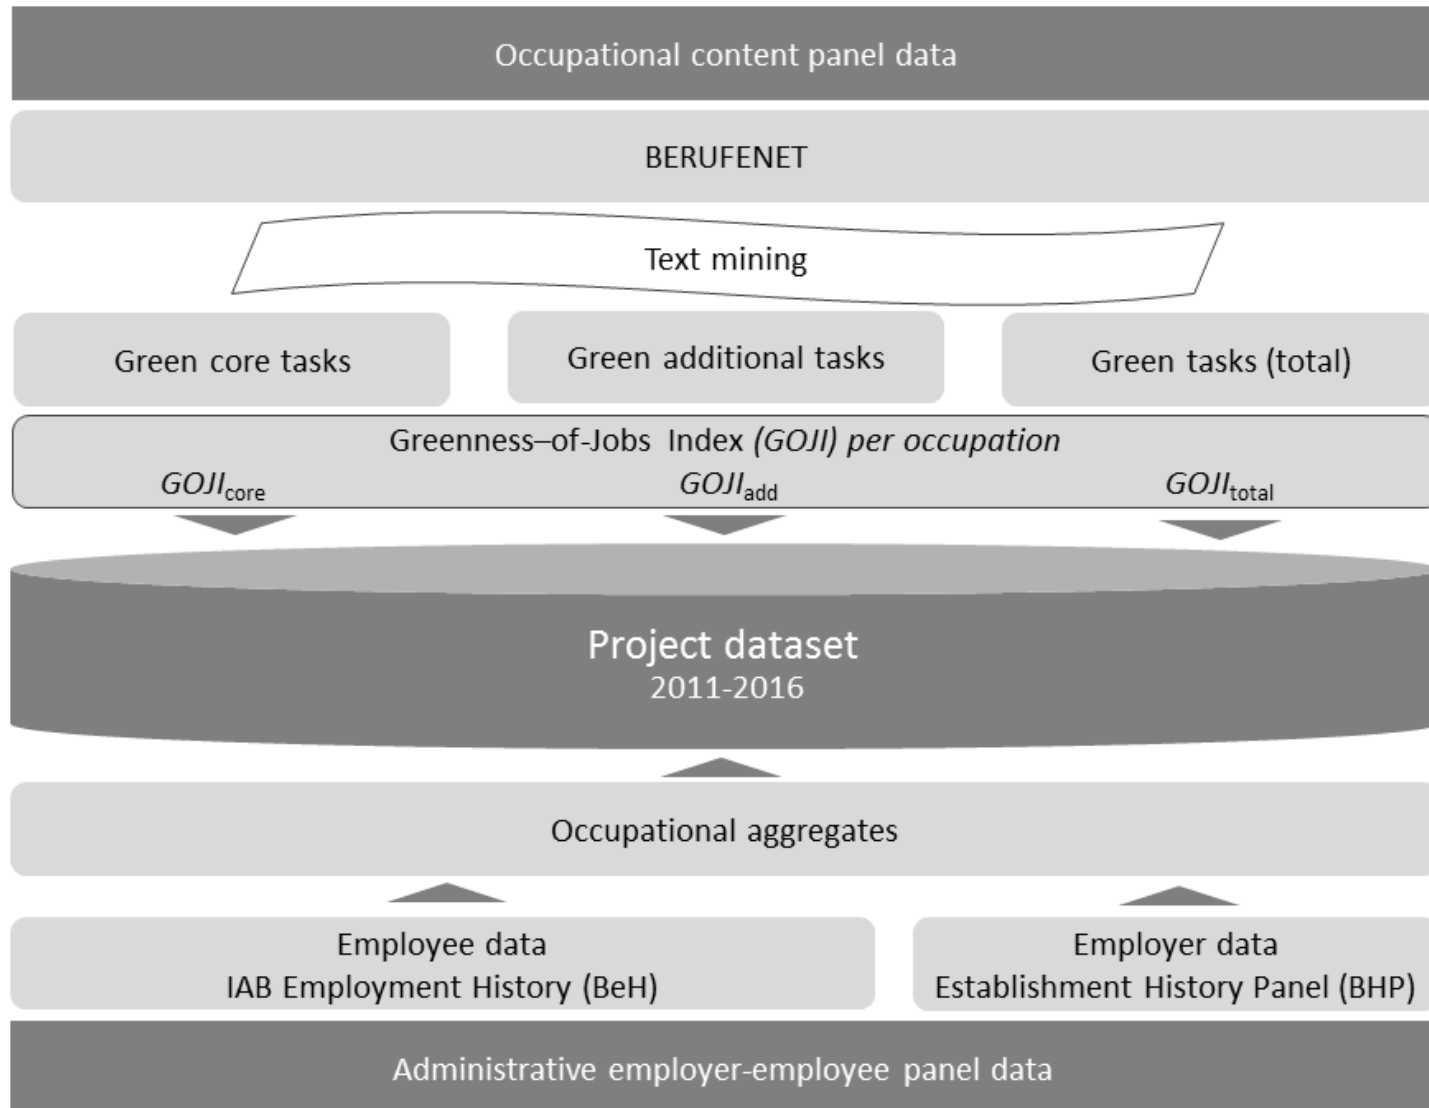 Occupational content panel data
BERUFENET
Text mining
Green core tasks
Green additional tasks
Green tasks (total)
Greenness–of-Jobs Index (GOJI) per occupation
GOJIcore
GOJIadd
GOJItotal
Project dataset
2011-2016
Occupational aggregates
Employee data
IAB Employment History (BeH)
Employer data
Establishment History Panel (BHP)
Administrative employer-employee panel data